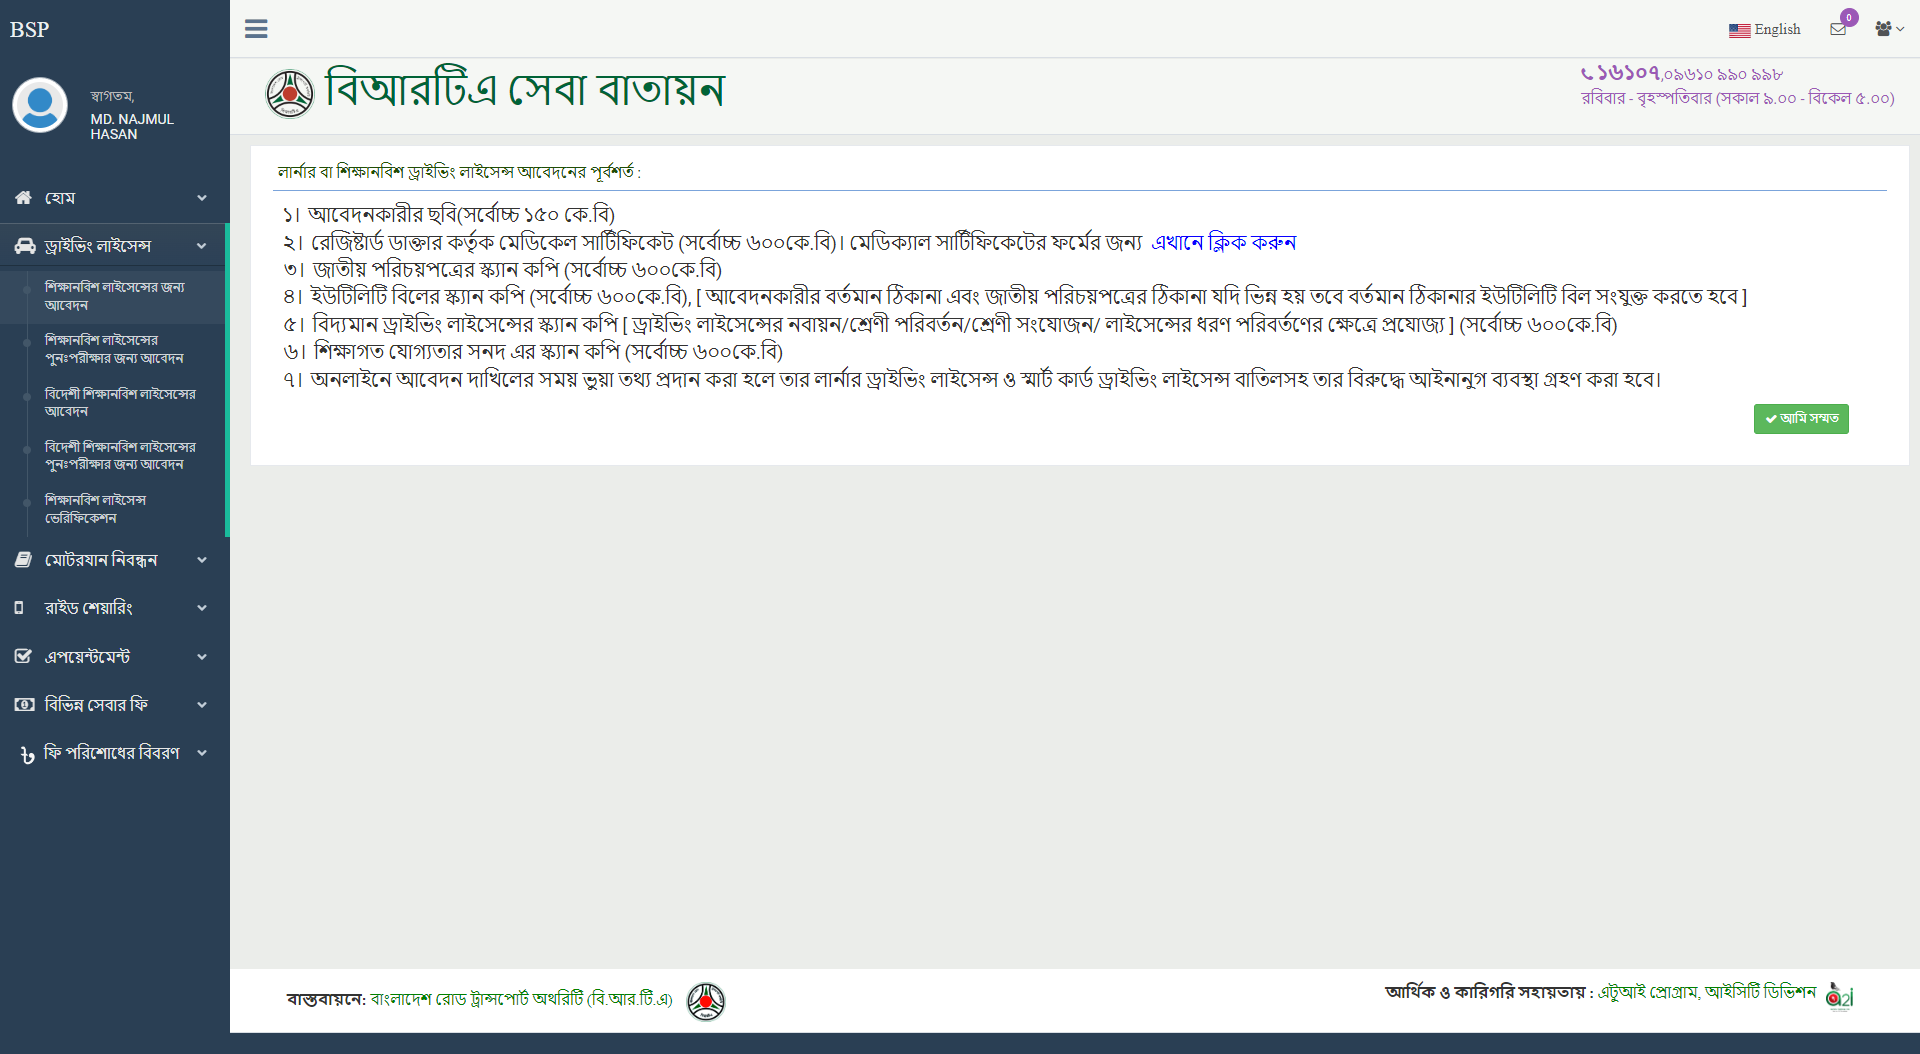 BSP
English
0
স্বাগতম,
MD. NAJMUL
HASAN
বিআরটিএ সেবা বাতায়ন
১৬১০৭,০৯৬১০ ৯৯০ ৯৯৮
রবিবার - বৃহস্পতিবার (সকাল ৯.০০ - বিকেল ৫.০০)
হোম
ড্রাইভিং লাইসেন্স
শিক্ষানবিশ লাইসেন্সের জন্য
আবেদন
শিক্ষানবিশ লাইসেন্সের
পুনঃপরীক্ষার জন্য আবেদন
বিদেশী শিক্ষানবিশ লাইসেন্সের
আবেদন
বিদেশী শিক্ষানবিশ লাইসেন্সের
পুনঃপরীক্ষার জন্য আবেদন
শিক্ষানবিশ লাইসেন্স
ভেরিফিকেশন
মোটরযান নিবন্ধন
রাইড শেয়ারিং
এপয়েন্টমেন্ট
বিভিন্ন সেবার ফি
৳ ফি পরিশোধের বিবরণ
লার্নার বা শিক্ষানবিশ ড্রাইভিং লাইসেন্স আবেদনের পূর্বশর্ত :
১। আবেদনকারীর ছবি(সর্বোচ্চ ১৫০ কে.বি)
২। রেজিষ্টার্ড ডাক্তার কর্তৃক মেডিকেল সার্টিফিকেট (সর্বোচ্চ ৬০০কে.বি)। মেডিক্যাল সার্টিফিকেটের ফর্মের জন্য এখানে ক্লিক করুন
৩। জাতীয় পরিচয়পত্রের স্ক্যান কপি (সর্বোচ্চ ৬০০কে.বি)
৪। ইউটিলিটি বিলের স্ক্যান কপি (সর্বোচ্চ ৬০০কে.বি), [ আবেদনকারীর বর্তমান ঠিকানা এবং জাতীয় পরিচয়পত্রের ঠিকানা যদি ভিন্ন হয় তবে বর্তমান ঠিকানার ইউটিলিটি বিল সংযুক্ত করতে হবে ]
৫। বিদ্যমান ড্রাইভিং লাইসেন্সের স্ক্যান কপি [ ড্রাইভিং লাইসেন্সের নবায়ন/শ্রেণী পরিবর্তন/শ্রেণী সংযোজন/ লাইসেন্সের ধরণ পরিবর্তণের ক্ষেত্রে প্রযোজ্য ] (সর্বোচ্চ ৬০০কে.বি)
৬। শিক্ষাগত যোগ্যতার সনদ এর স্ক্যান কপি (সর্বোচ্চ ৬০০কে.বি)
৭। অনলাইনে আবেদন দাখিলের সময় ভুয়া তথ্য প্রদান করা হলে তার লার্নার ড্রাইভিং লাইসেন্স ও স্মার্ট কার্ড ড্রাইভিং লাইসেন্স বাতিলসহ তার বিরুদ্ধে আইনানুগ ব্যবস্থা গ্রহণ করা হবে।
আমি সম্মত
বাস্তবায়নে: বাংলাদেশ রোড ট্রান্সপোর্ট অথরিটি (বি.আর.টি.এ)
আর্থিক ও কারিগরি সহায়তায় : এটুআই প্রোগ্রাম, আইসিটি ডিভিশন
a2i